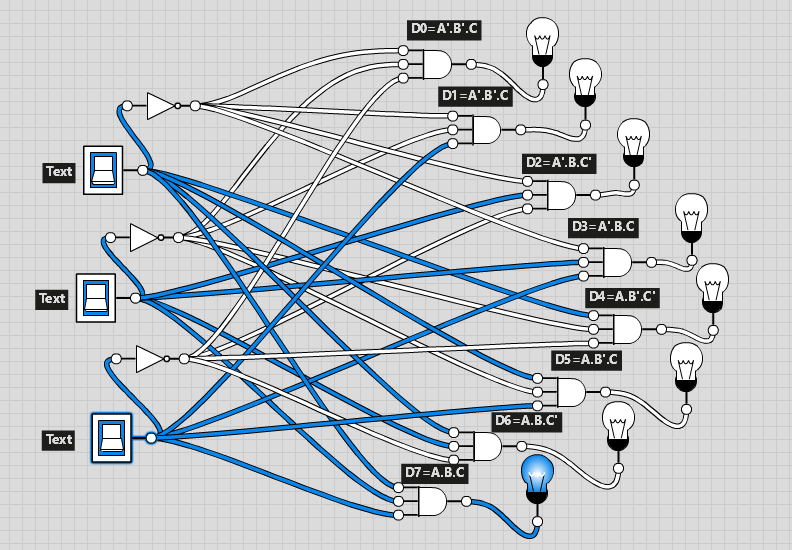 D0=A'.B'.C
D1=A'.B'.C
D2=A'.B.C'
Text
D3=A'.B.C
Text
D4=A.B'.C'
D5=A.B'.C
D6=A.B.C'
Text
D7=A.B.C